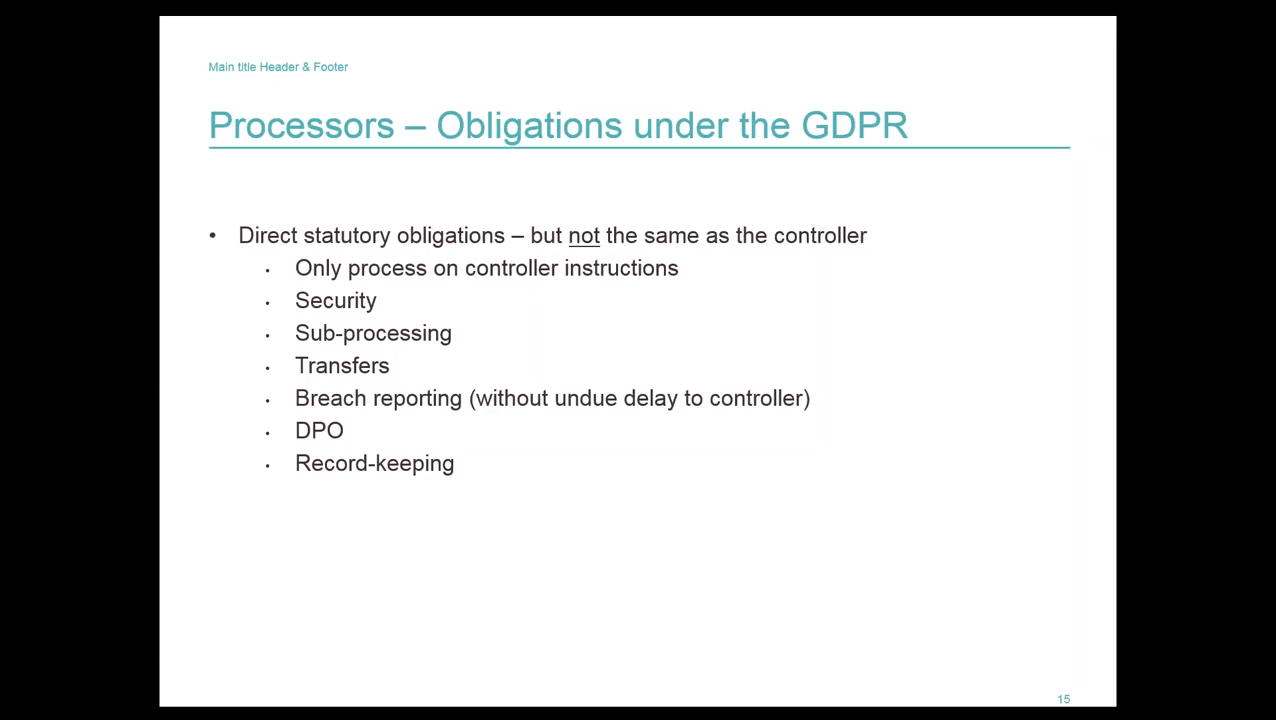 Main title Header & Footer
Processors – Obligations under the GDPR
• Direct statutory obligations – but not the same as the controller
• Only process on controller instructions
• Security
• Sub-processing
• Transfers
• Breach reporting (without undue delay to controller)
• DPO
• Record-keeping
15